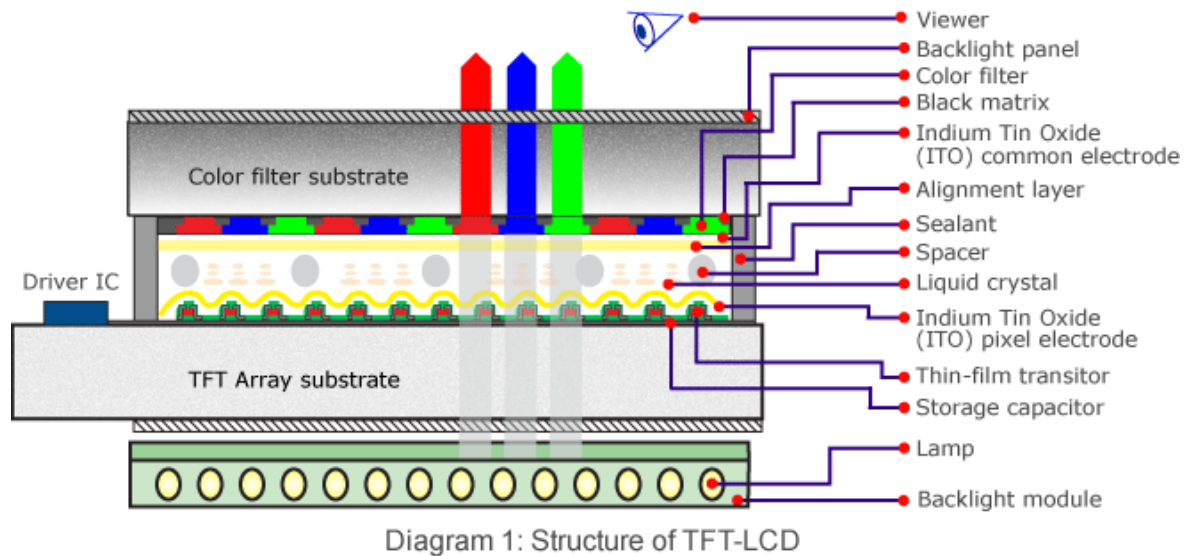 Viewer
Backlight panel
Color filter
Black matrix
Indium Tin Oxide
(ITO) common electrode
Alignment layer
Sealant
Spacer
Liquid crystal
Indium Tin Oxide
(ITO) pixel electrode
Thin-film transitor
Storage capacitor
Lamp
Backlight module
Color filter substrate
Driver IC
TFT Array substrate
Diagram 1: Structure of TFT-LCD